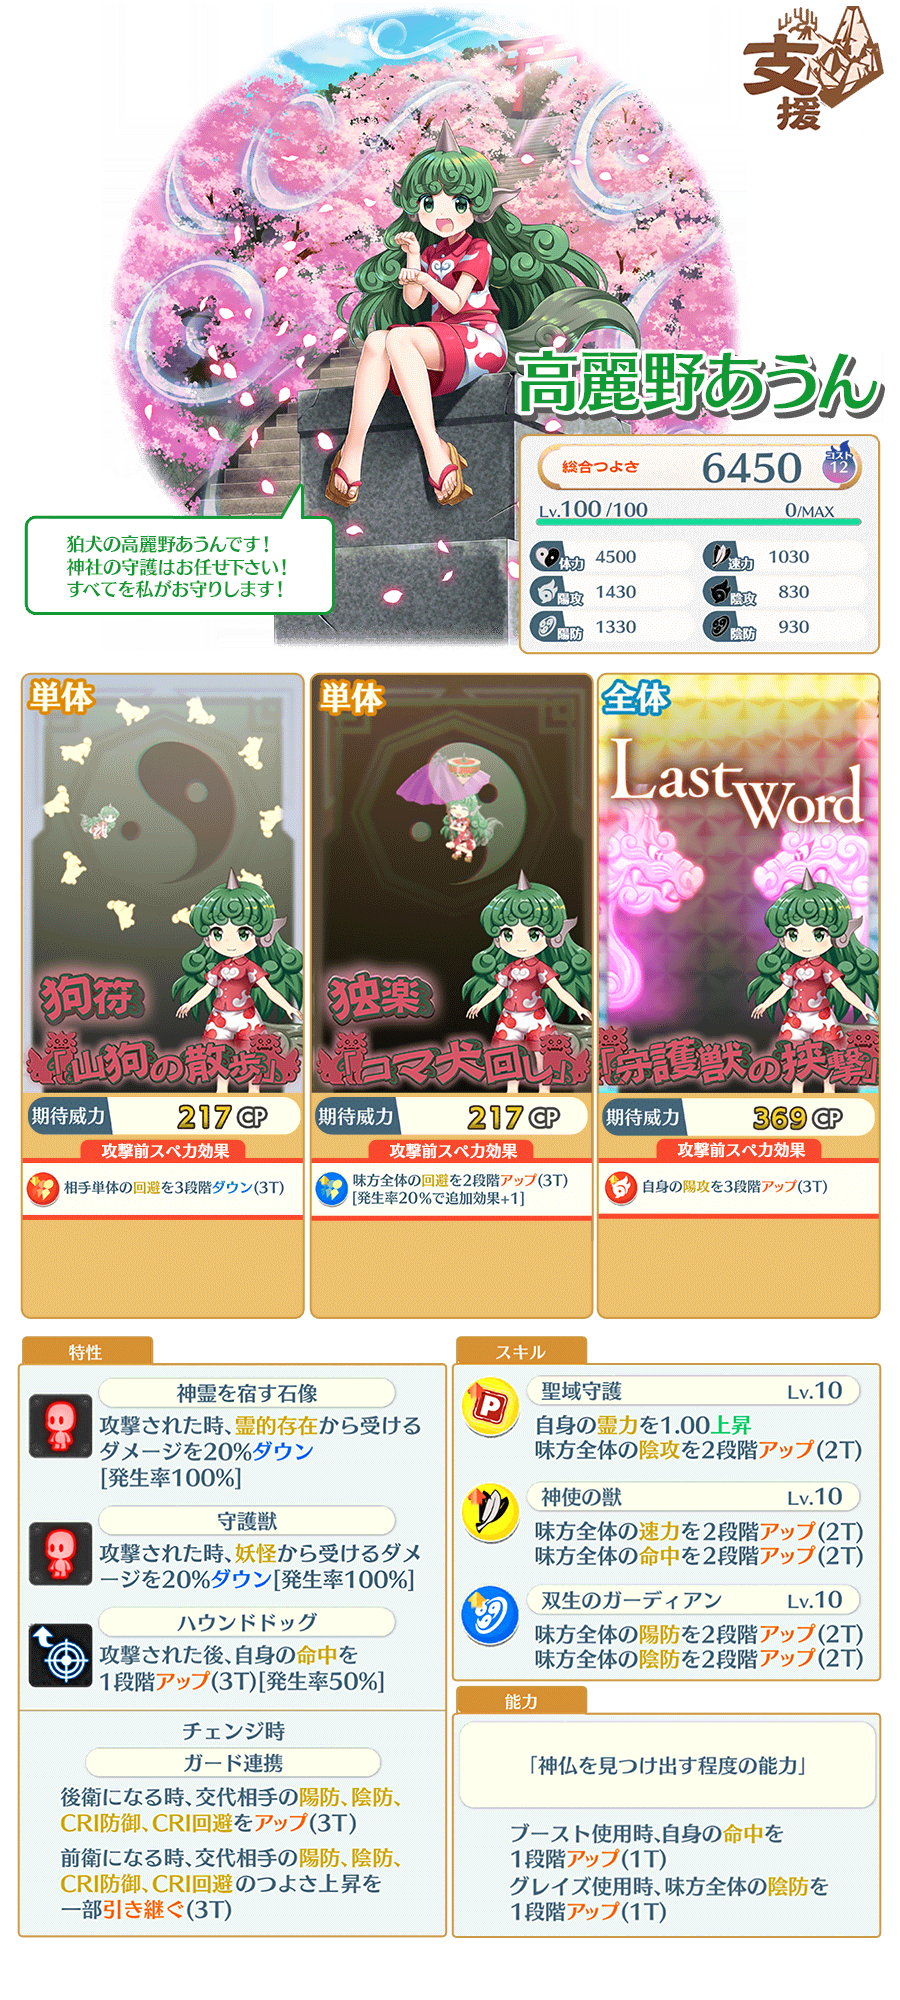 支援
高麗野あうん
総合つよさ 6450 コスト12
Lv.100/100 0/MAX
体力 4500 速力 1030
陽攻 1430 陰攻 830
陽防 1330 陰防 930
狛犬の高麗野あうんです！
神社の守護はお任せ下さい！
すべてを私がお守りします！
単体
狗符
「山狗の散歩」
期待威力 217 CP
攻撃前スペカ効果
相手単体の回避を3段階ダウン(3T)
単体
独楽
「コマ犬回し」
期待威力 217 CP
攻撃前スペカ効果
味方全体の回避を2段階アップ(3T)
[発生率20%で追加効果+1]
全体
Last Word
「守護獣の挟撃」
期待威力 369 CP
攻撃前スペカ効果
自身の陽攻を3段階アップ(3T)
特性
神霊を宿す石像
攻撃された時、霊的存在から受ける
ダメージを20%ダウン
[発生率100%]
守護獣
攻撃された時、妖怪から受けるダメ
ージを20%ダウン[発生率100%]
ハウンドドッグ
攻撃された後、自身の命中を
1段階アップ(3T)[発生率50%]
チェンジ時
ガード連携
後衛になる時、交代相手の陽防、陰防、
CRI防御、CRI回避をアップ(3T)
前衛になる時、交代相手の陽防、陰防、
CRI防御、CRI回避のつよさ上昇を
一部引き継ぐ(3T)
スキル
聖域守護 Lv.10
自身の霊力を1.00上昇
味方全体の陰攻を2段階アップ(2T)
神使の獣 Lv.10
味方全体の速力を2段階アップ(2T)
味方全体の命中を2段階アップ(2T)
双生のガーディアン Lv.10
味方全体の陽防を2段階アップ(2T)
味方全体の陰防を2段階アップ(2T)
能力
「神仏を見つけ出す程度の能力」
ブースト使用時、自身の命中を
1段階アップ(1T)
グレイズ使用時、味方全体の陰防を
1段階アップ(1T)